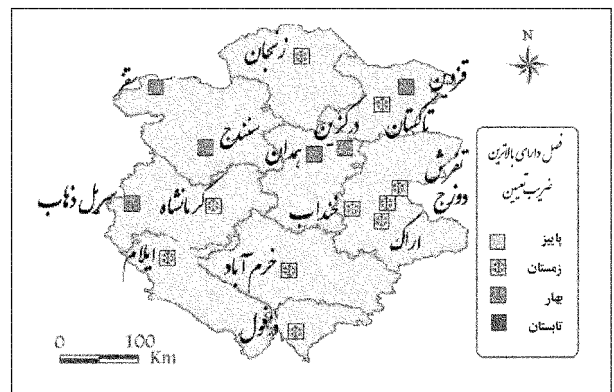 زنجان
N
سقز
قزوین
تاکستان
درگزین
سنندج
همدان
تفرش
فصل دارای بالاترین
ضریب تعیین
دوزج
سرپل ذهاب
کرمانشاه
کمنداب
اراک
پاییز
ایلام
خرم آباد
زمستان
بهار
دزفول
تابستان
0 100
Km